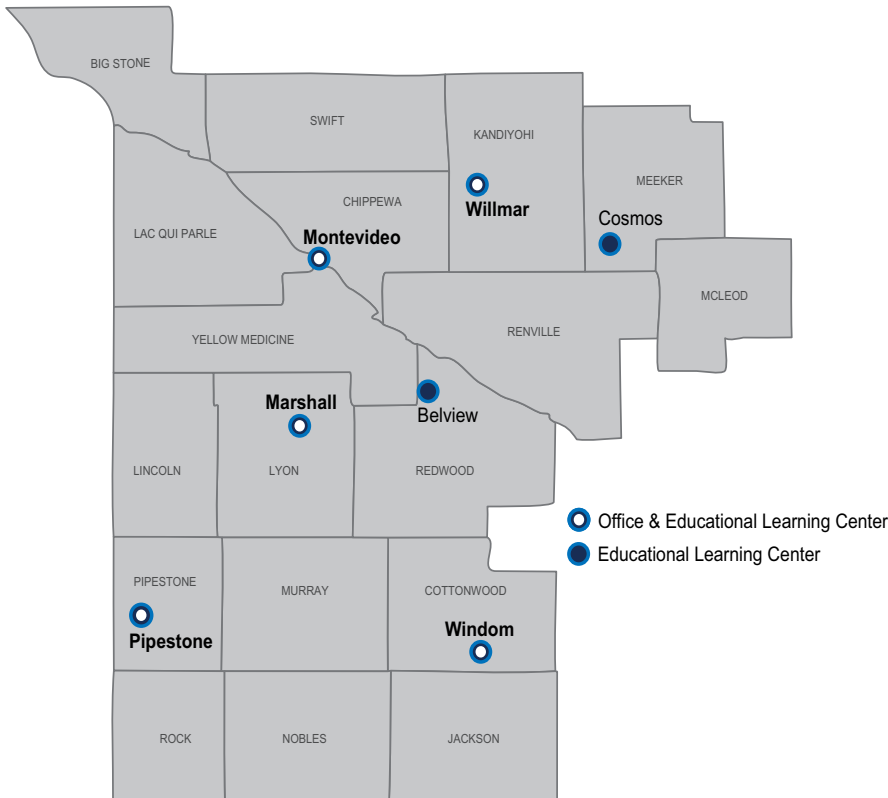 BIG STONE
SWIFT
KANDIYOHI
MEEKER
CHIPPEWA
Willmar
Cosmos
LAC QUI PARLE
Montevideo
MCLEOD
RENVILLE
YELLOW MEDICINE
Marshall
Belview
LINCOLN
LYON
REDWOOD
Office & Educational Learning Center
Educational Learning Center
PIPESTONE
MURRAY
COTTONWOOD
Pipestone
Windom
ROCK
NOBLES
JACKSON